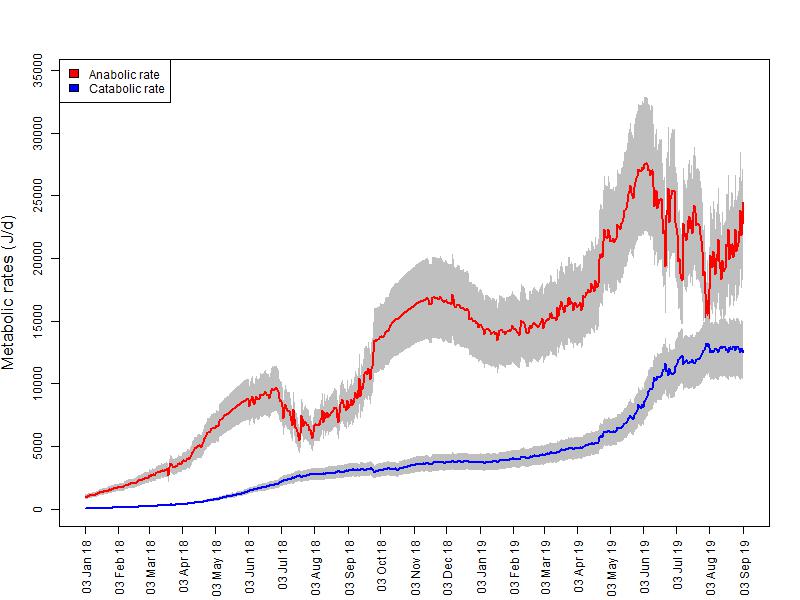 Anabolic rate
Catabolic rate
Metabolic rates (J/d)
35000
30000
25000
20000
15000
10000
5000
0
03 Jan 18
03 Feb 18
03 Mar 18
03 Apr 18
03 May 18
03 Jun 18
03 Jul 18
03 Aug 18
03 Sep 18
03 Oct 18
03 Nov 18
03 Dec 18
03 Jan 19
03 Feb 19
03 Mar 19
03 Apr 19
03 May 19
03 Jun 19
03 Jul 19
03 Aug 19
03 Sep 19